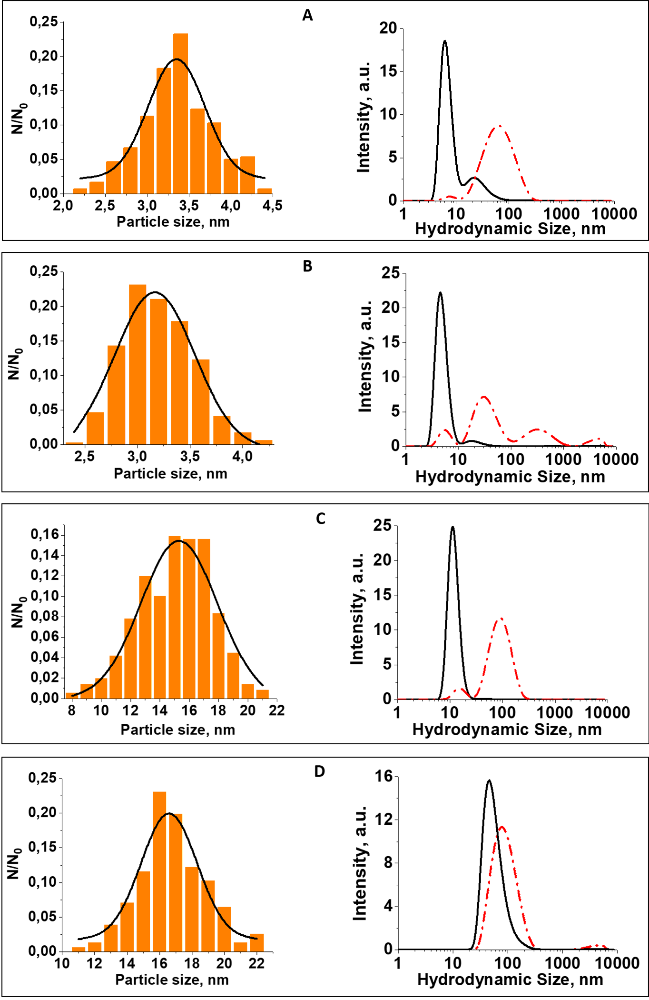 A
0,25
0,20
0,15
0,10
0,05
0,00
N/N0
2,0 2,5 3,0 3,5 4,0 4,5
Particle size, nm
20
15
10
5
0
Intensity, a.u.
1 10 100 1000 10000
Hydrodynamic Size, nm
B
0,25
0,20
0,15
0,10
0,05
0,00
N/N0
2,5 3,0 3,5 4,0
Particle size, nm
25
20
15
10
5
0
Intensity, a.u.
1 10 100 1000 10000
Hydrodynamic Size, nm
C
0,16
0,14
0,12
0,10
0,08
0,06
0,04
0,02
0,00
N/N0
8 10 12 14 16 18 20 22
Particle size, nm
25
20
15
10
5
0
Intensity, a.u.
1 10 100 1000 10000
Hydrodynamic Size, nm
D
0,25
0,20
0,15
0,10
0,05
0,00
N/N0
10 12 14 16 18 20 22
Particle size, nm
16
12
8
4
0
Intensity, a.u.
1 10 100 1000 10000
Hydrodynamic Size, nm